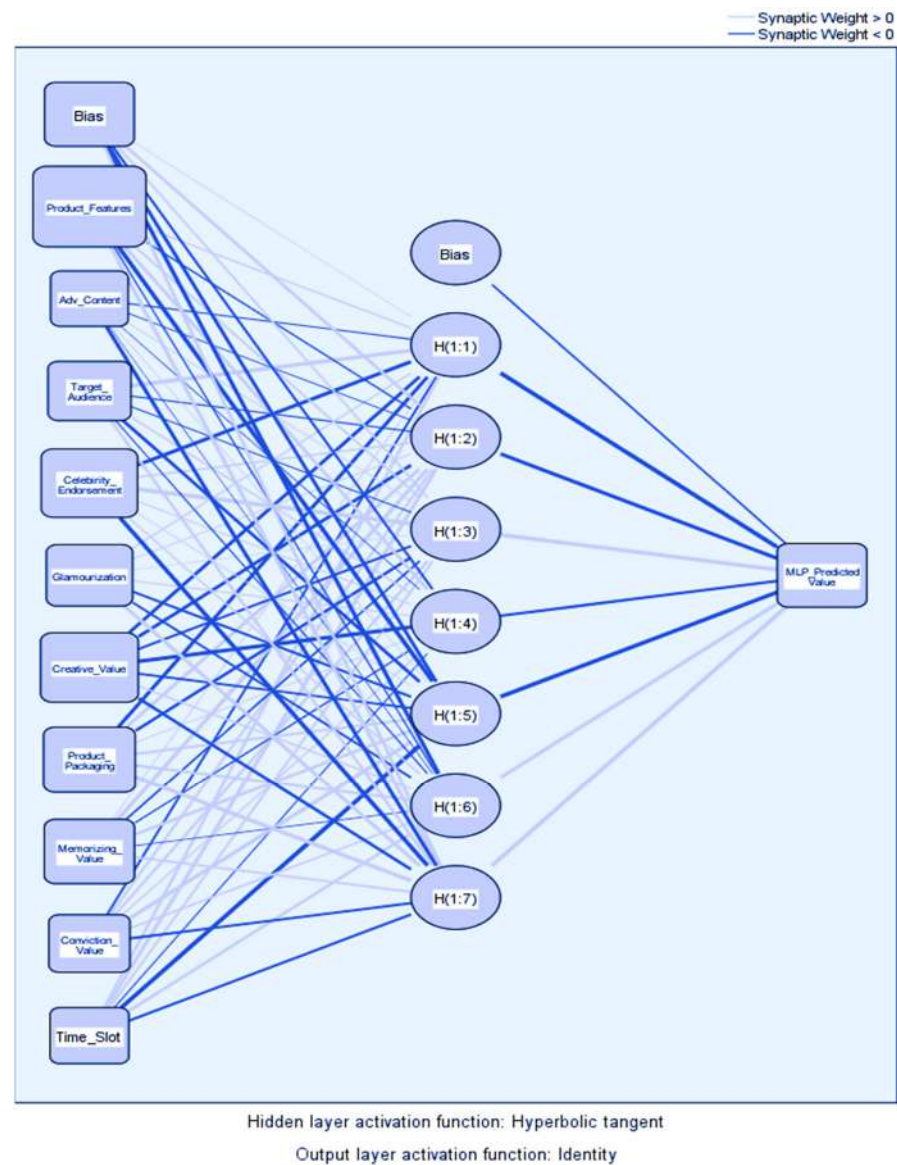 Synaptic Weight > 0
Synaptic Weight < 0
Bias
Product_Features
Adv_Content
Target_
Audience
Celebirity_
Endorsement
Glamourization
Creative_Value
Product_
Packaging
Memorizing_
Value
Conviction_
Value
Time_Slot
Bias
H(1:1)
H(1:2)
H(1:3)
H(1:4)
H(1:5)
H(1:6)
H(1:7)
MLP_Predicted_
Value
Hidden layer activation function: Hyperbolic tangent
Output layer activation function: Identity